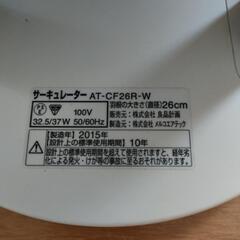 サーキュレーター AT-CF26R-W
羽根の大きさ(直径)26cm
100V
32.5/37W 50/60Hz
販売元:株式会社 良品計画
製造元:株式会社メルコエアテック
製造年】2015年
【設計上の標準使用期間】10年
設計上の標準使用期間を超えて使用されますと、経年劣化に
よる発火・けが等の事故に至るおそれがあります。